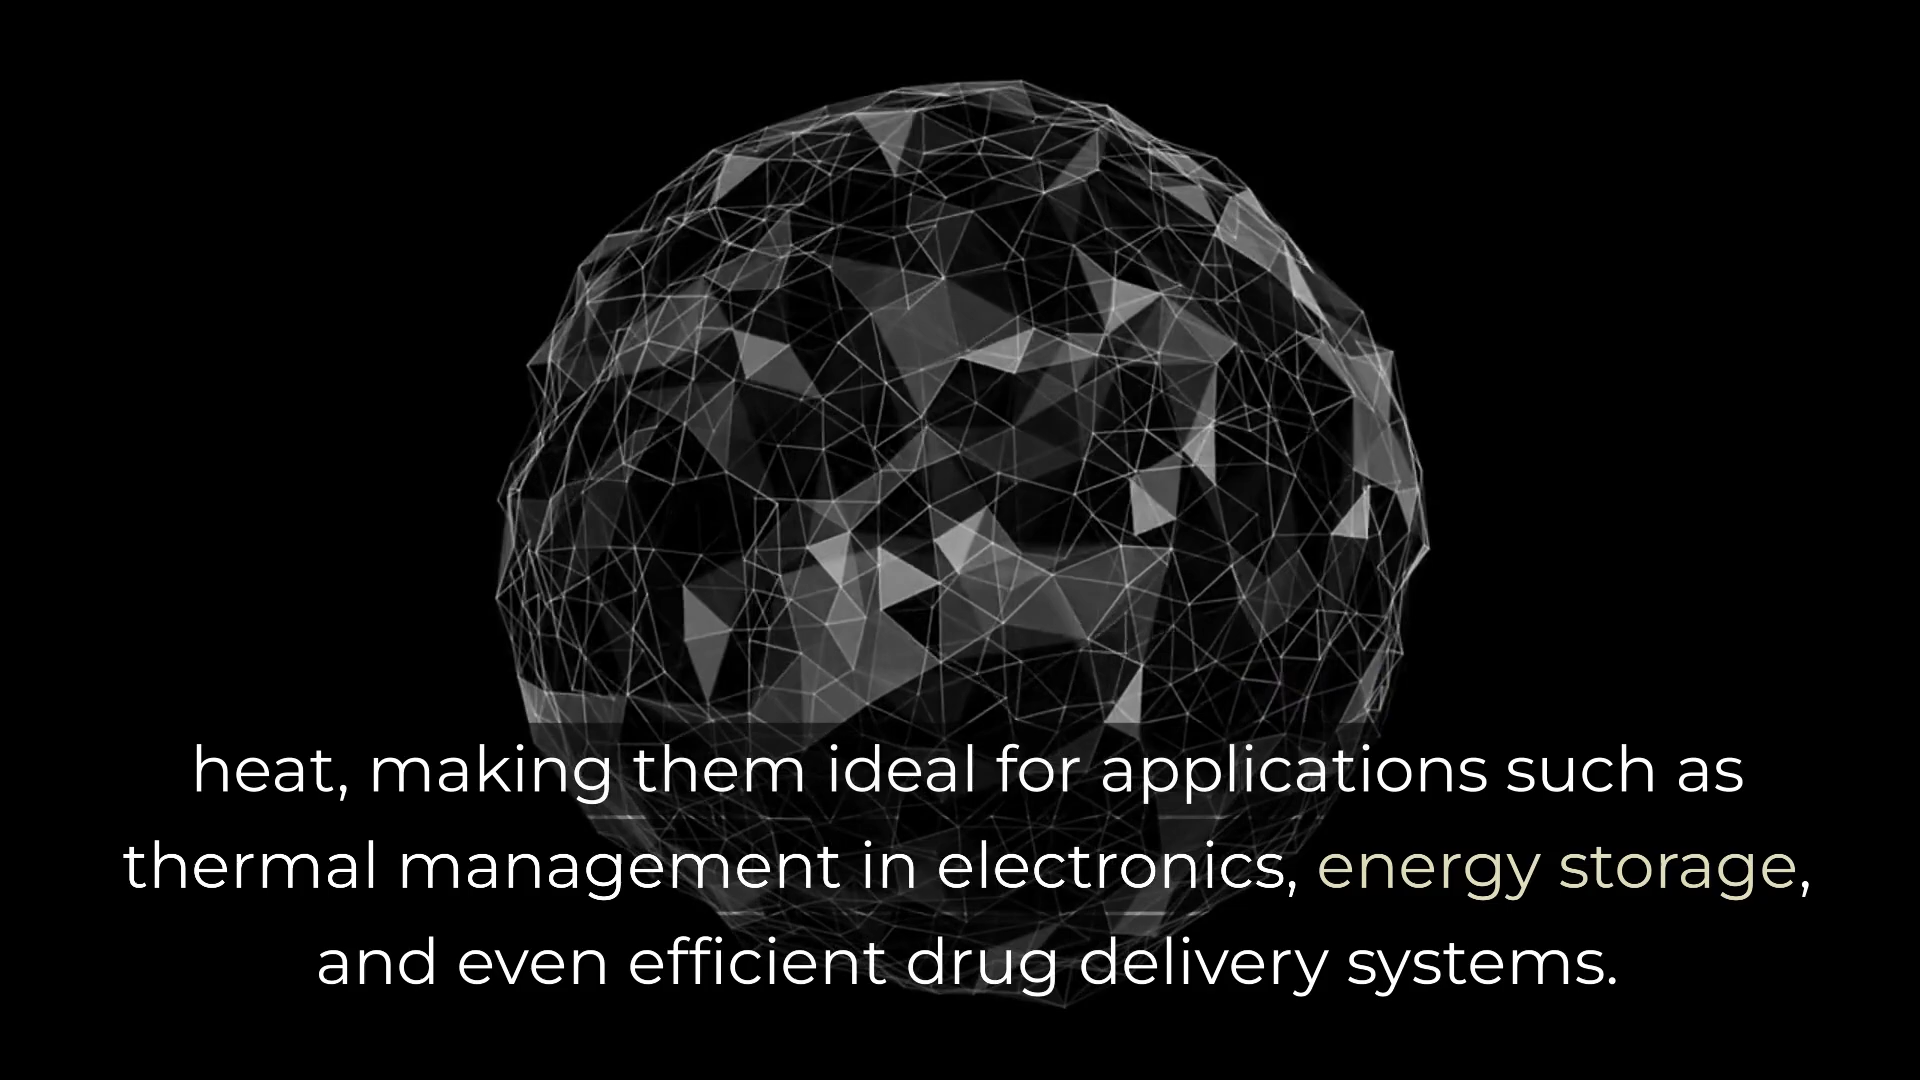 heat, making them ideal for applications such as
thermal management in electronics, energy storage,
and even efficient drug delivery systems.